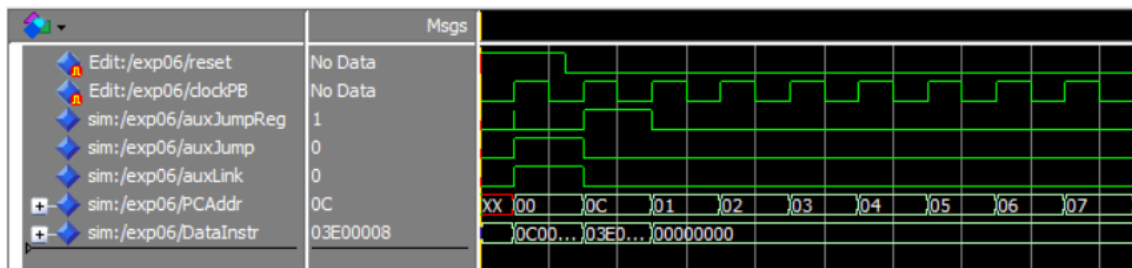 Msgs
Edit:/exp06/reset No Data
Edit:/exp06/clockPB No Data
sim:/exp06/auxJumpReg 1
sim:/exp06/auxJump 0
sim:/exp06/auxLink 0
sim:/exp06/PCAddr 0C XX 00 0C 01 02 03 04 05 06 07
sim:/exp06/DataInstr 03E00008 0C00... 03E0... 00000000